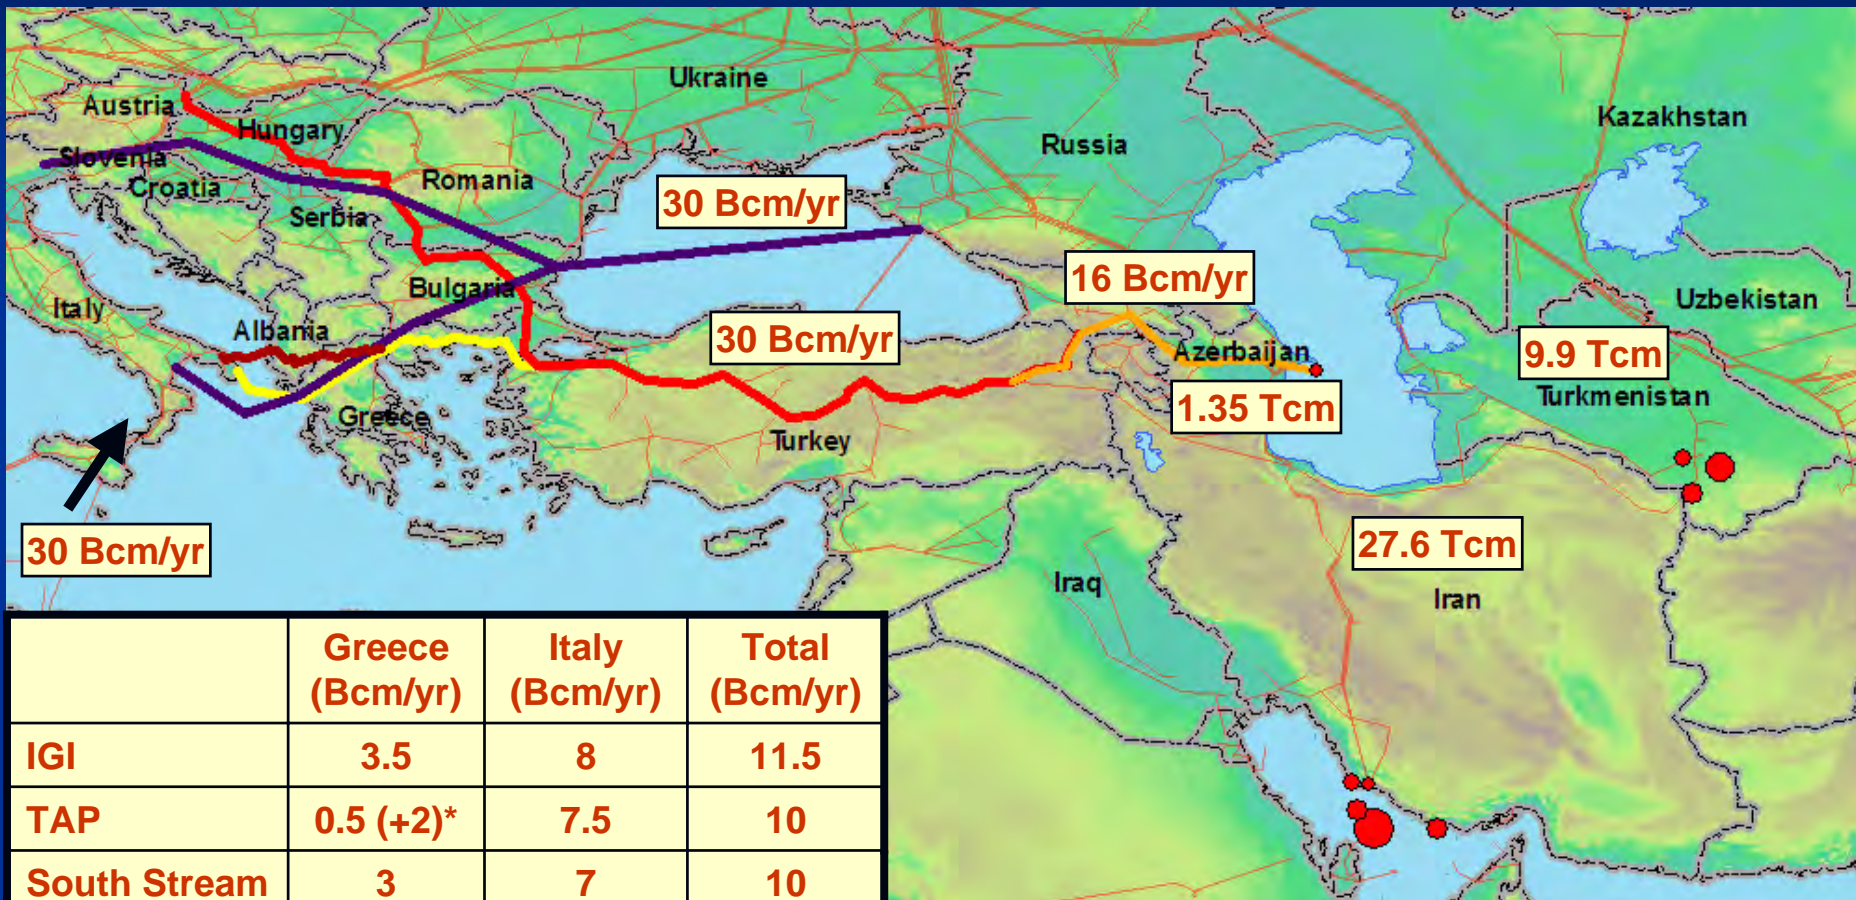 Ukraine
Kazakhstan
Austria
Hungary
Russia
Slovenia
Croatia
Romania
Serbia
30 Bcm/yr
16 Bcm/yr
Bulgaria
Italy
Uzbekistan
Albania
30 Bcm/yr
Azerbaijan
9.9 Tcm
Turkmenistan
1.35 Tcm
Greece
Turkey
30 Bcm/yr
27.6 Tcm
Iraq
Iran
Greece Italy Total
(Bcm/yr) (Bcm/yr) (Bcm/yr)
IGI 3.5 8 11.5
TAP 0.5 (+2)* 7.5 10
South Stream 3 7 10